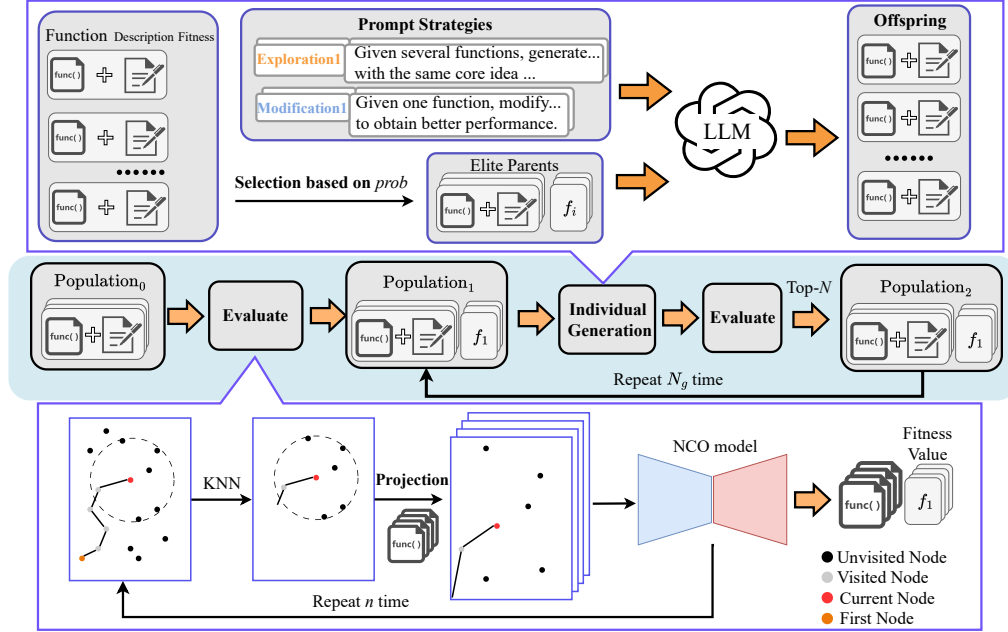 Function Description Fitness
func()
func()
func()
Prompt Strategies
Exploration1
Given several functions, generate...
with the same core idea ...
Modification1
Given one function, modify...
to obtain better performance.
Selection based on prob
Elite Parents
func()
f_i
LLM
Offspring
func()
func()
func()
Population_0
func()
Evaluate
Population_1
func()
f_1
Individual
Generation
Evaluate
Top-N
Population_2
func()
f_1
Repeat N_g time
KNN
Projection
func()
NCO model
Fitness
Value
func()
f_1
Unvisited Node
Visited Node
Current Node
First Node
Repeat n time